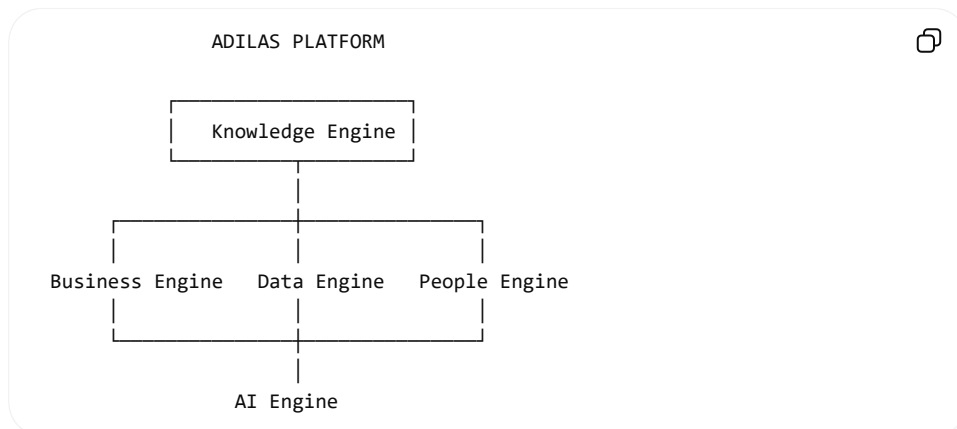 ADILAS PLATFORM
Knowledge Engine
Business Engine Data Engine People Engine
AI Engine